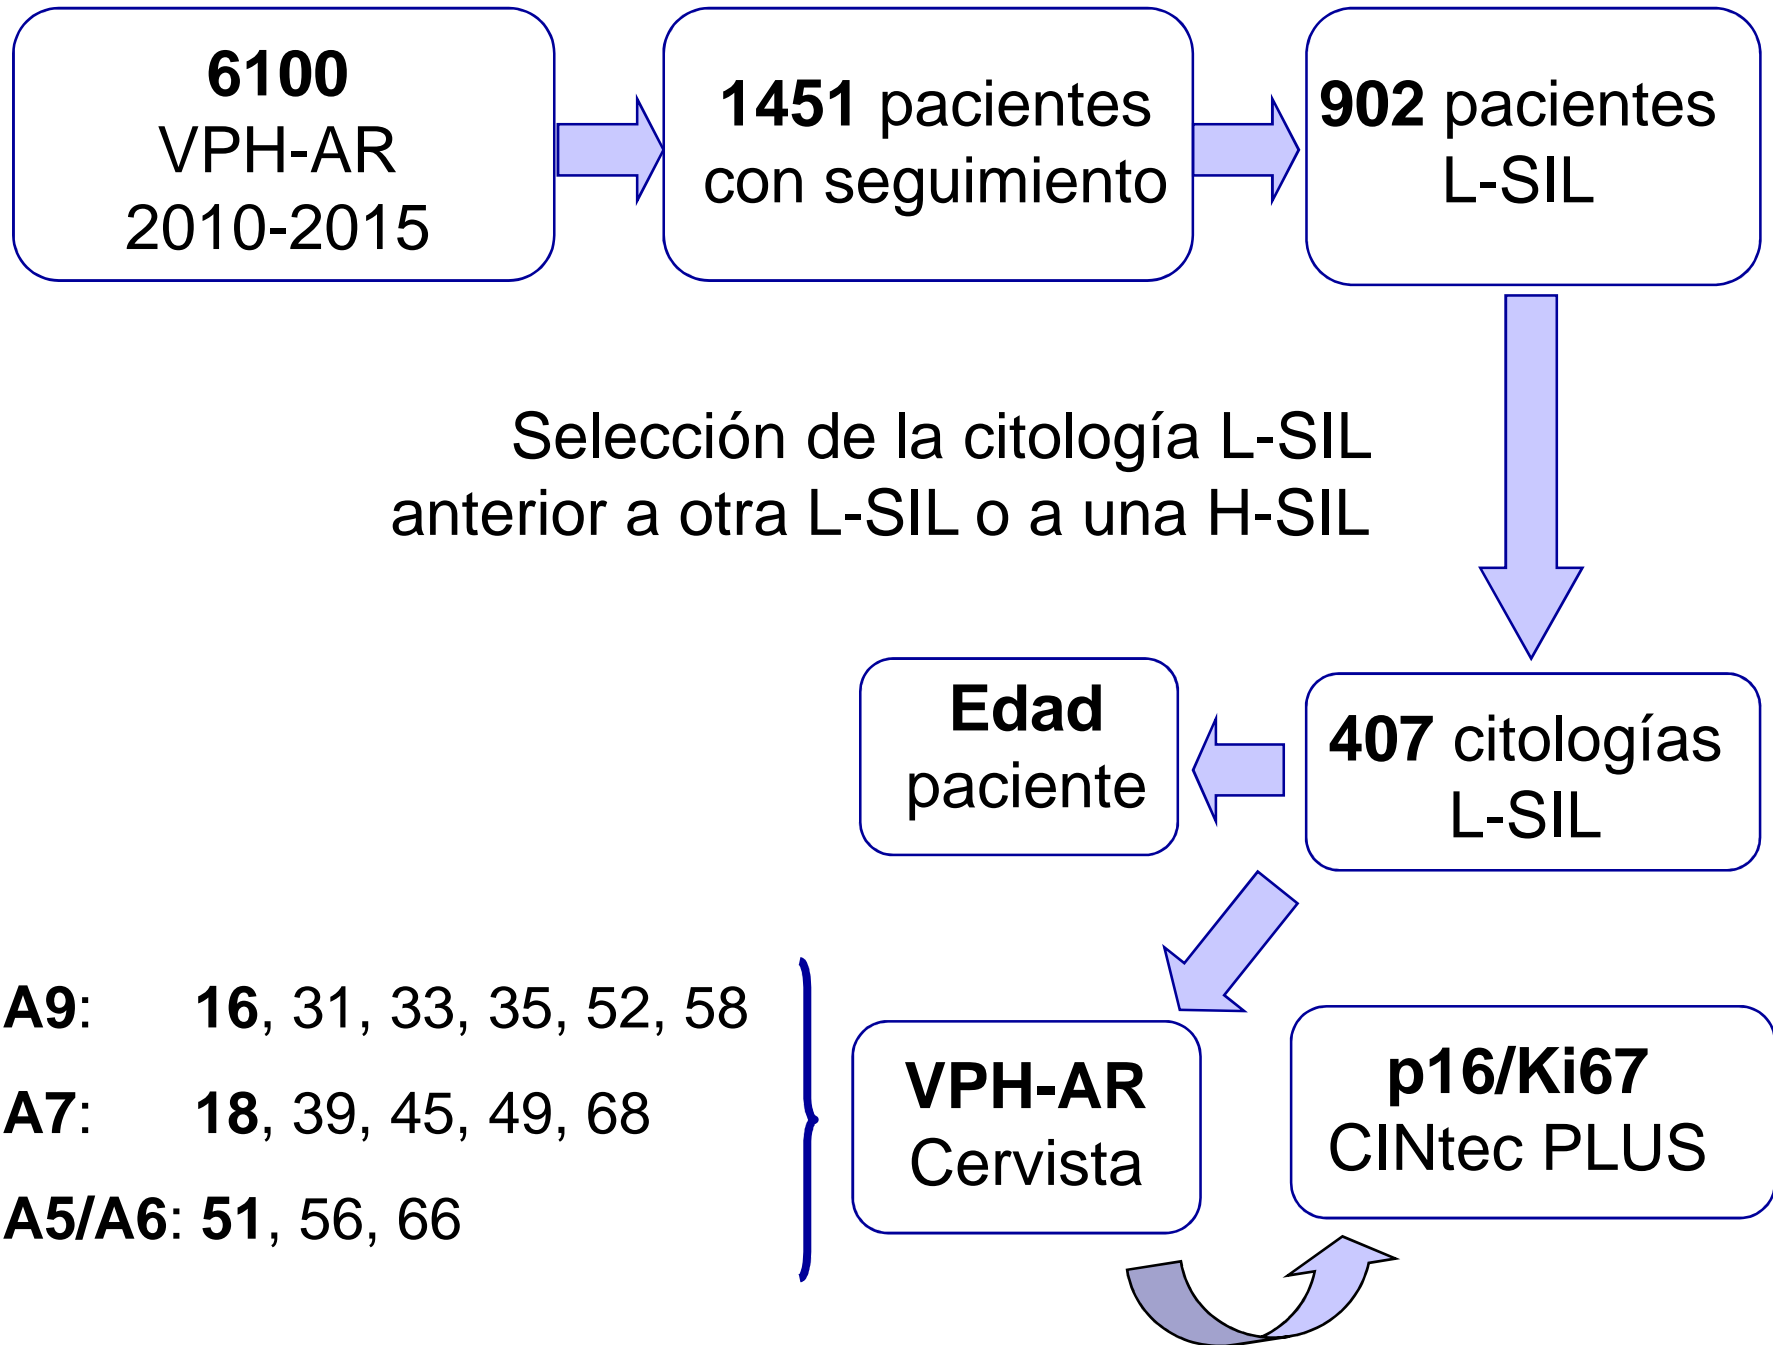 6100
VPH-AR
2010-2015
1451 pacientes
con seguimiento
902 pacientes
L-SIL
Selección de la citología L-SIL
anterior a otra L-SIL o a una H-SIL
Edad
paciente
407 citologías
L-SIL
A9: 16, 31, 33, 35, 52, 58
A7: 18, 39, 45, 49, 68
A5/A6: 51, 56, 66
VPH-AR
Cervista
p16/Ki67
CINtec PLUS